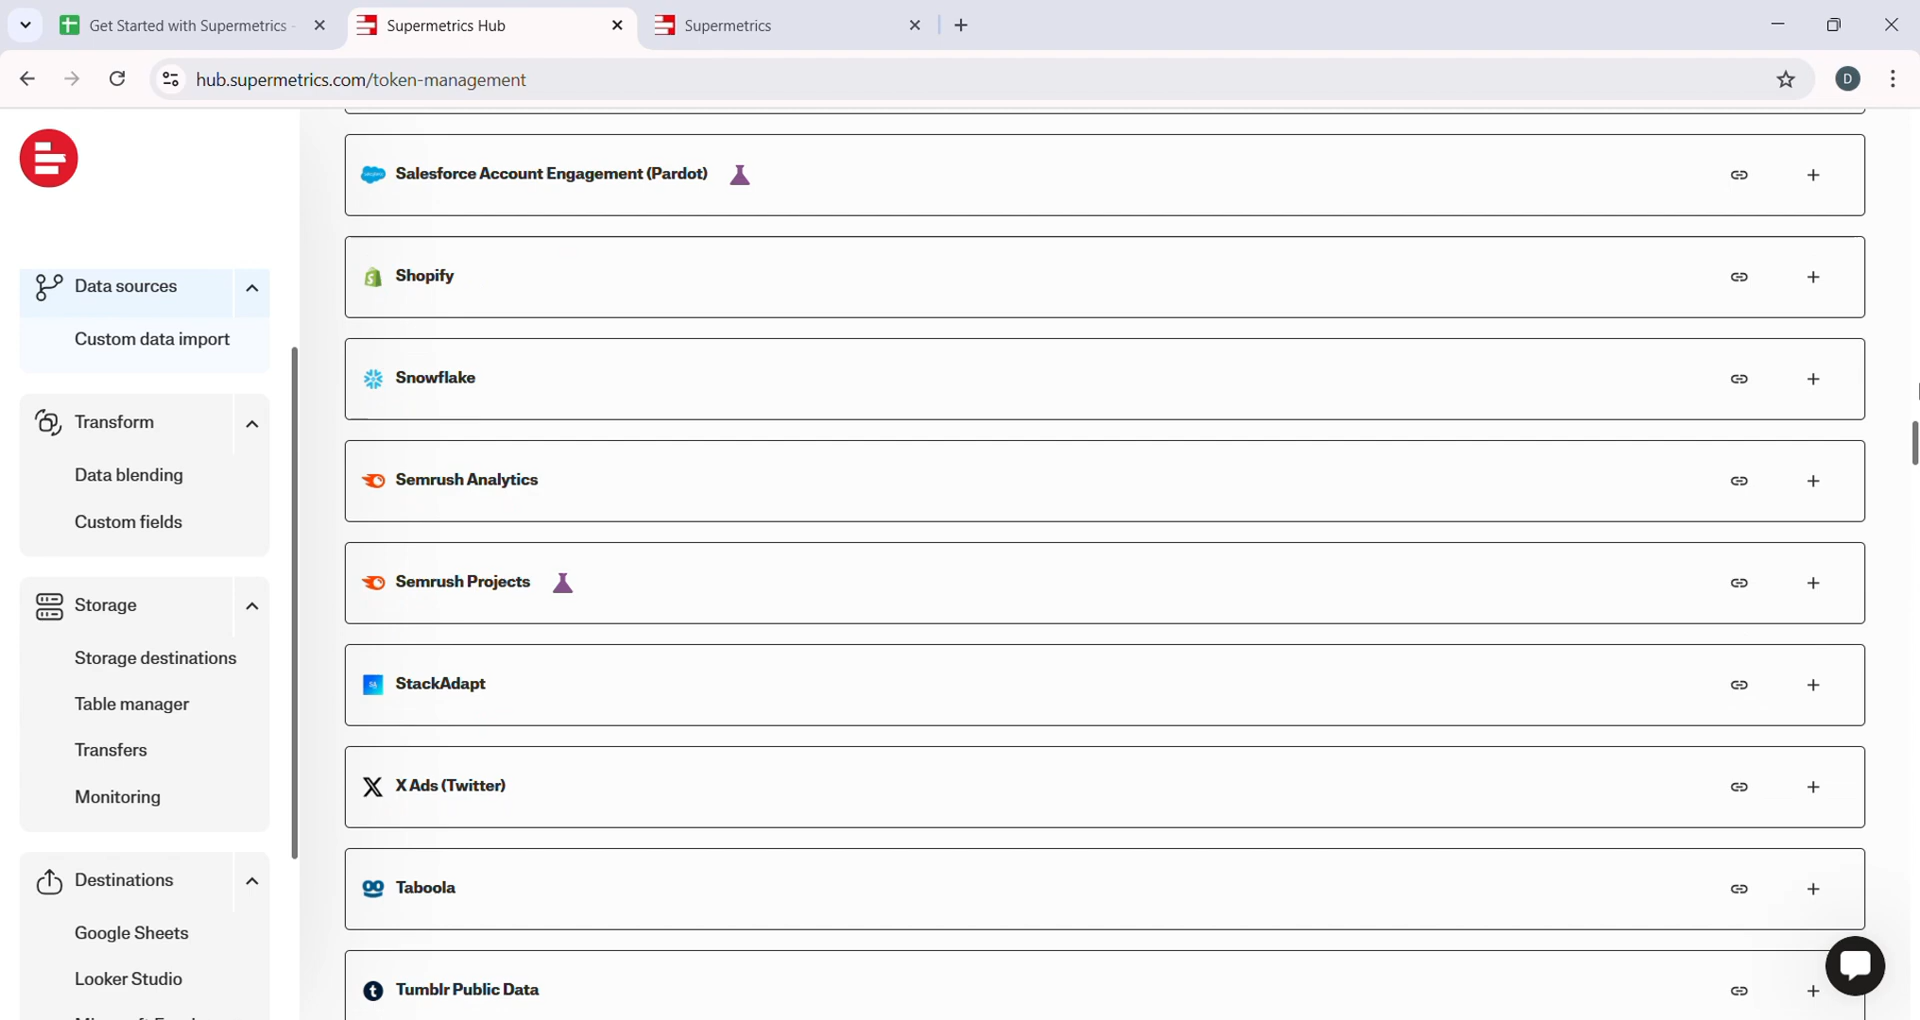 Get Started with Supermetrics -
Supermetrics Hub
Supermetrics
hub.supermetrics.com/token-management
D
Data sources
Custom data import
Transform
Data blending
Custom fields
Storage
Storage destinations
Table manager
Transfers
Monitoring
Destinations
Google Sheets
Looker Studio
Salesforce Account Engagement (Pardot)
Shopify
Snowflake
Semrush Analytics
Semrush Projects
StackAdapt
X Ads (Twitter)
Taboola
Tumblr Public Data